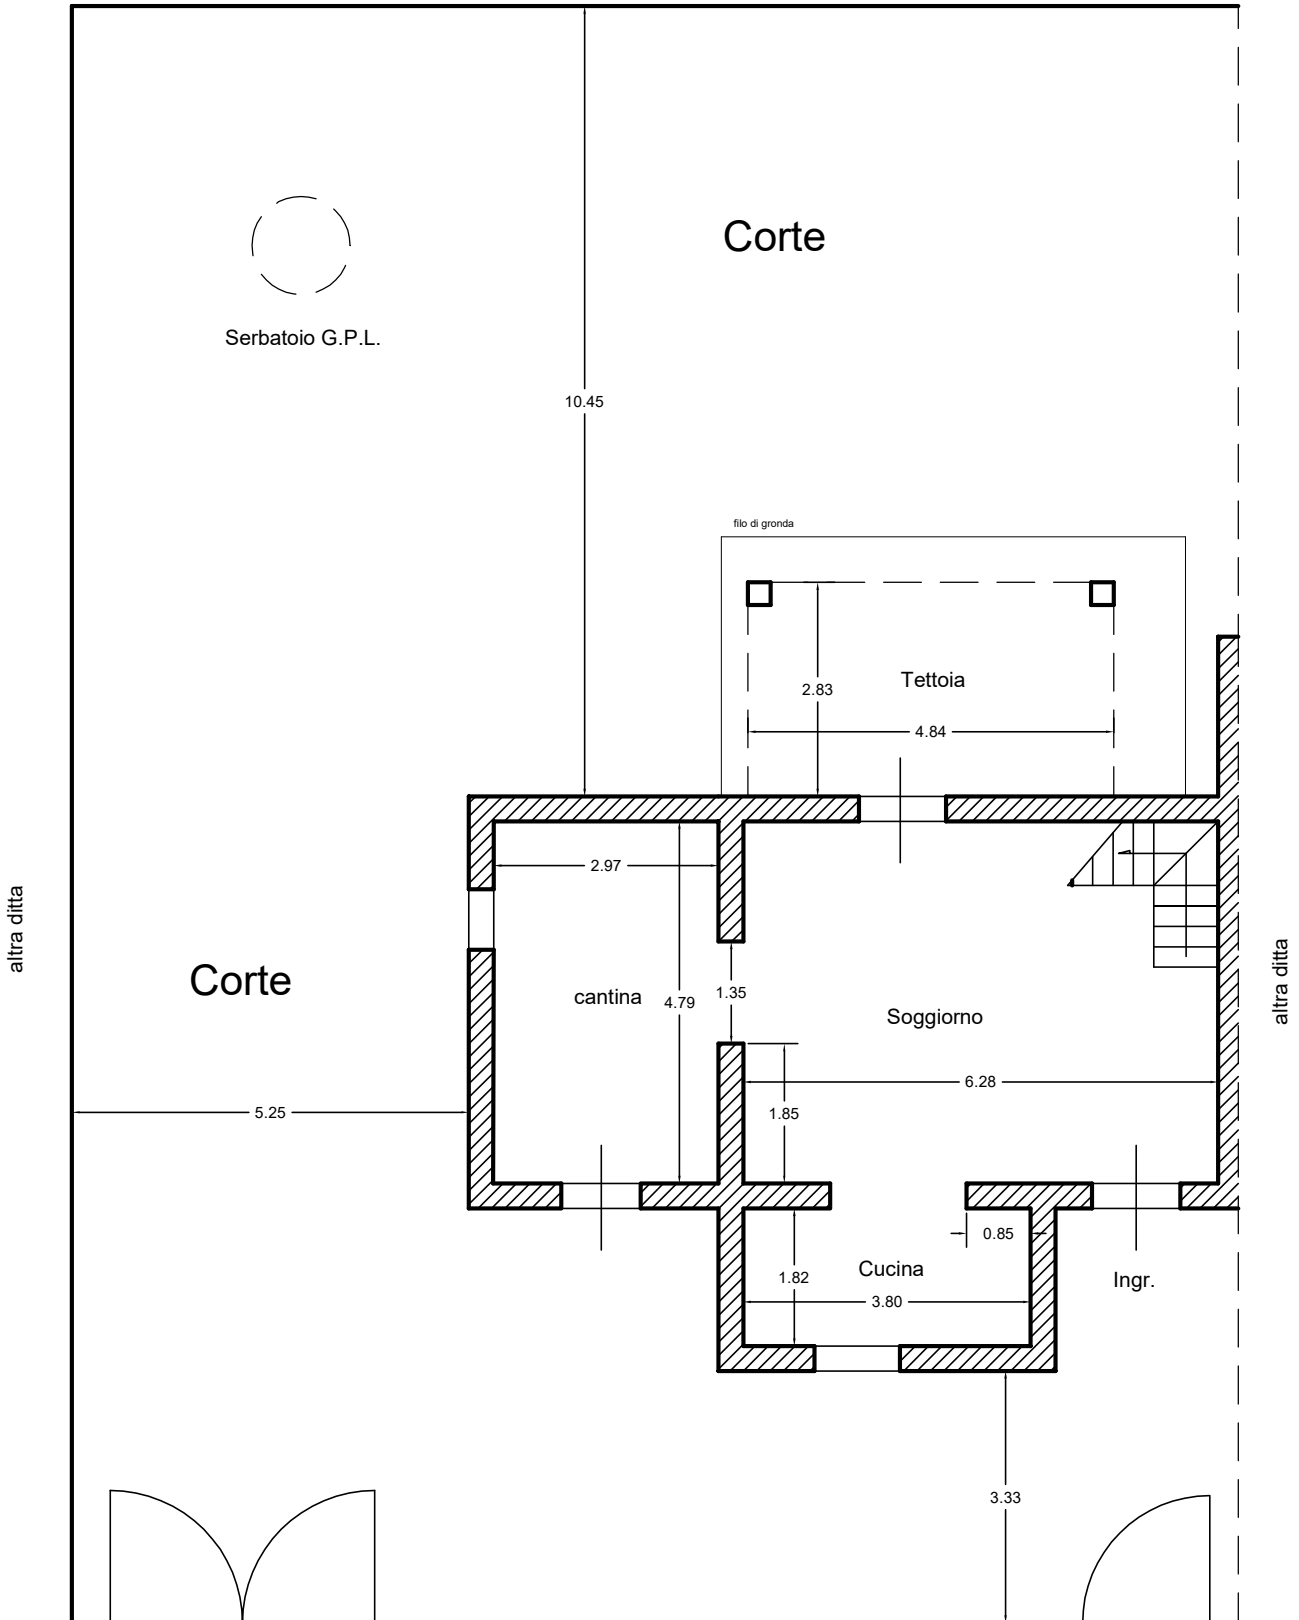 Corte
Serbatoio G.P.L.
10.45
filo di gronda
Tettoia
2.83
4.84
2.97
altra ditta
Corte
cantina
4.79
1.35
Soggiorno
altra ditta
6.28
5.25
1.85
0.85
Cucina
1.82
3.80
Ingr.
3.33